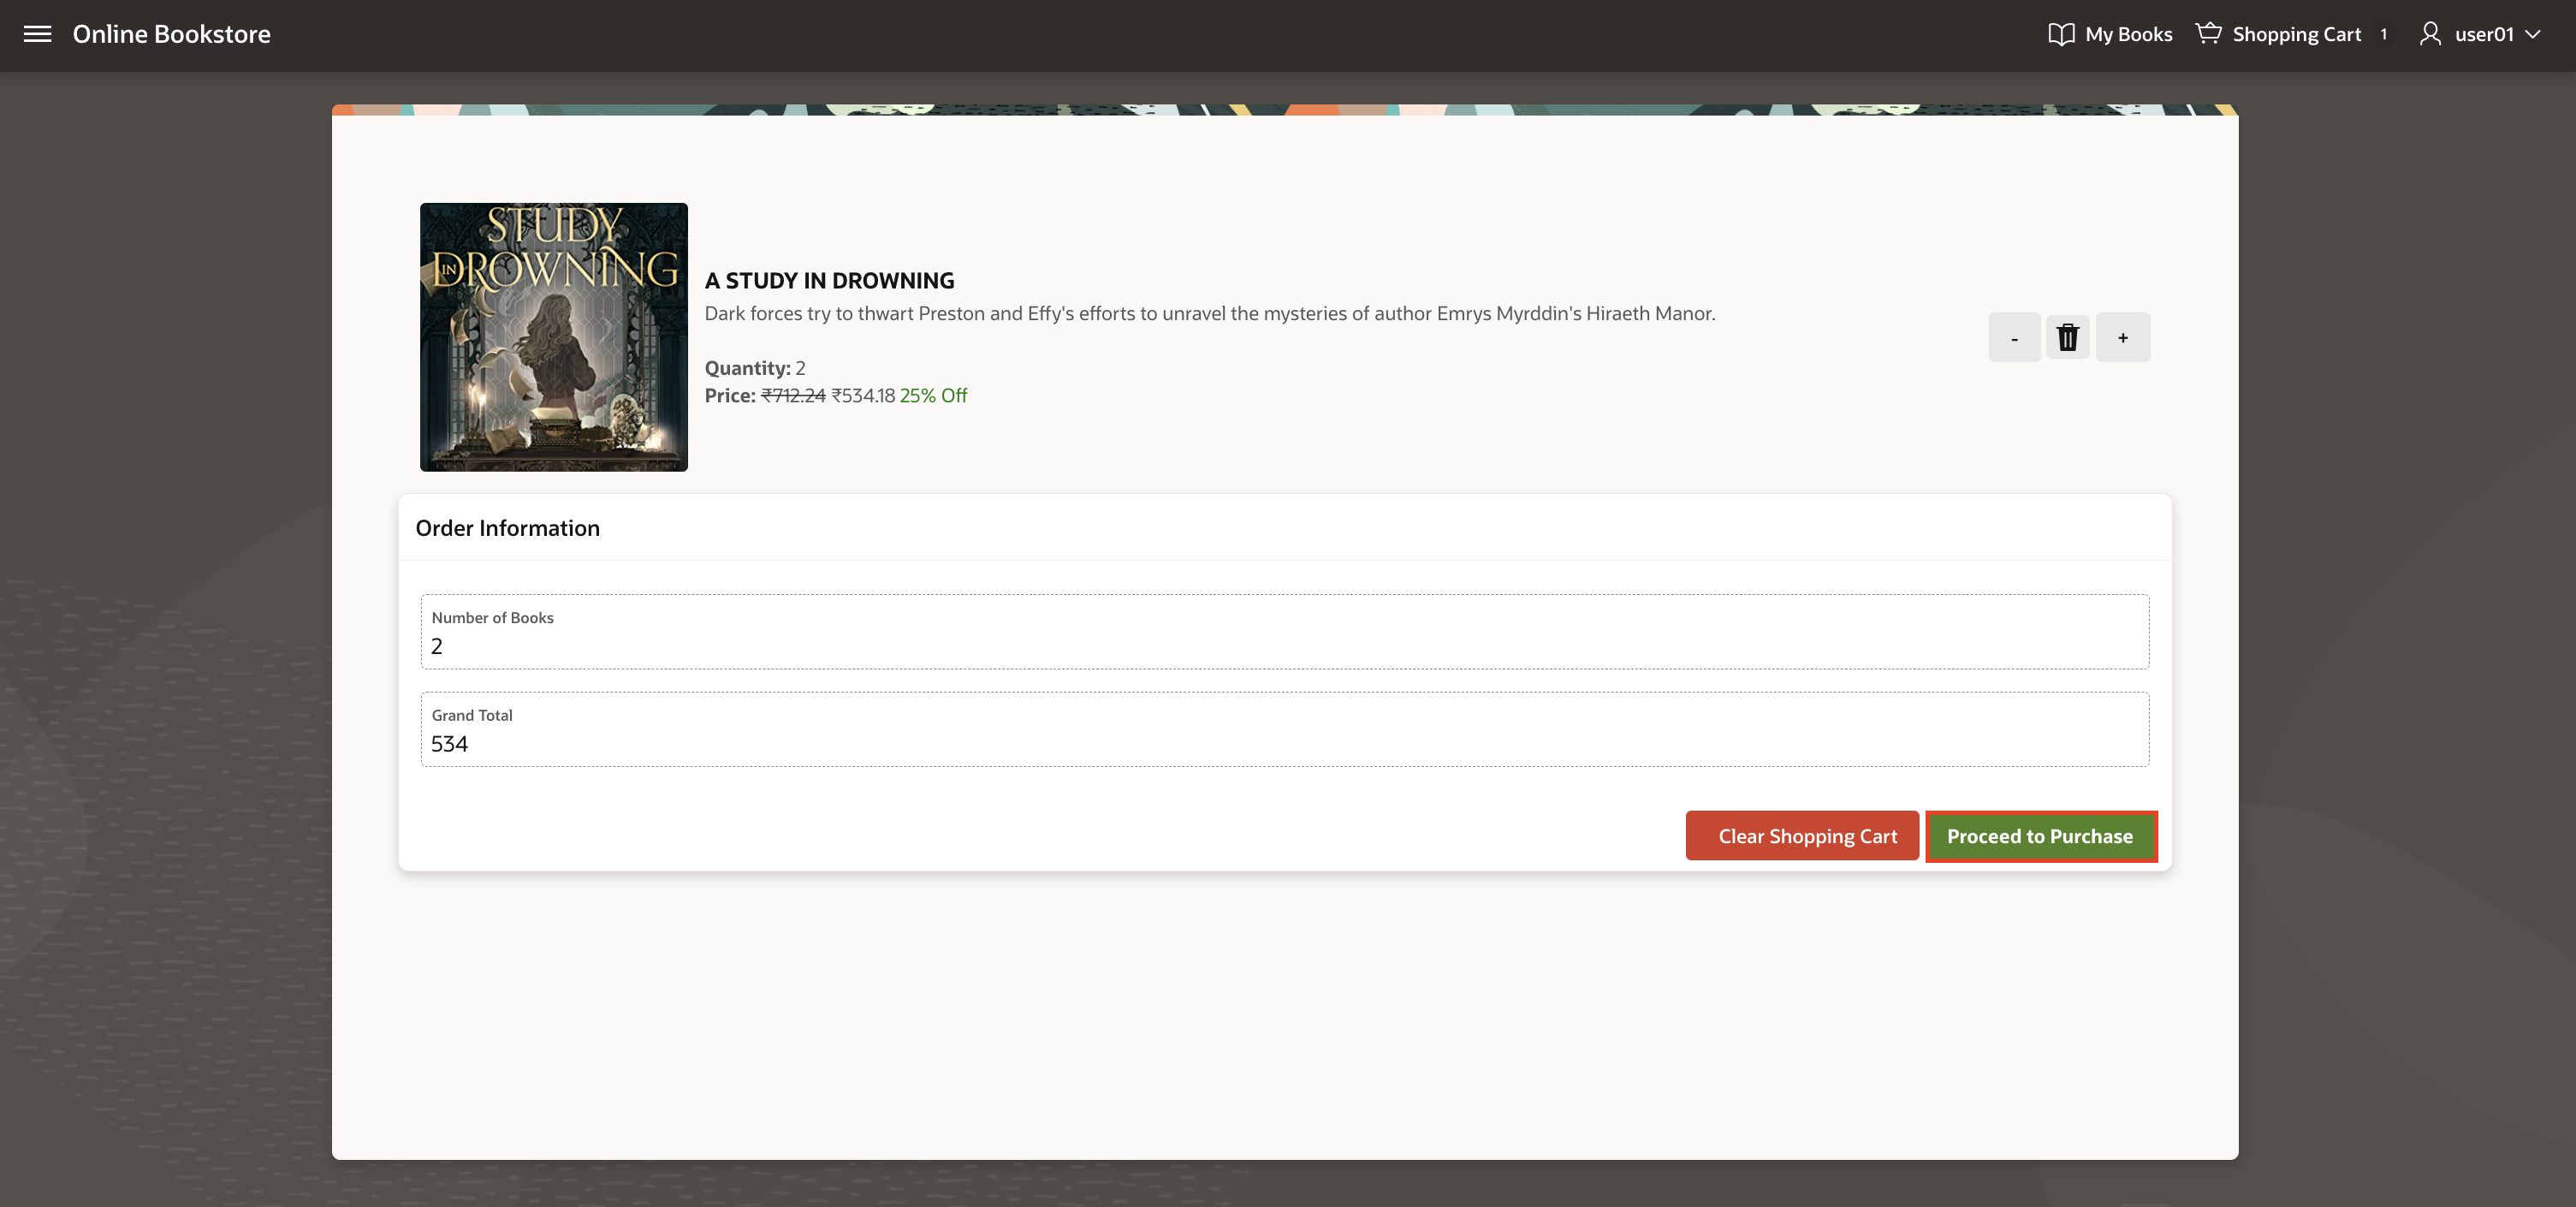 Online Bookstore
My Books
Shopping Cart 1
user01
STUDY
IN DROWNING
A STUDY IN DROWNING
Dark forces try to thwart Preston and Effy's efforts to unravel the mysteries of author Emrys Myrddin's Hiraeth Manor.
- +
Quantity: 2
Price: ₹712.24 ₹534.18 25% Off
Order Information
Number of Books
2
Grand Total
534
Clear Shopping Cart
Proceed to Purchase